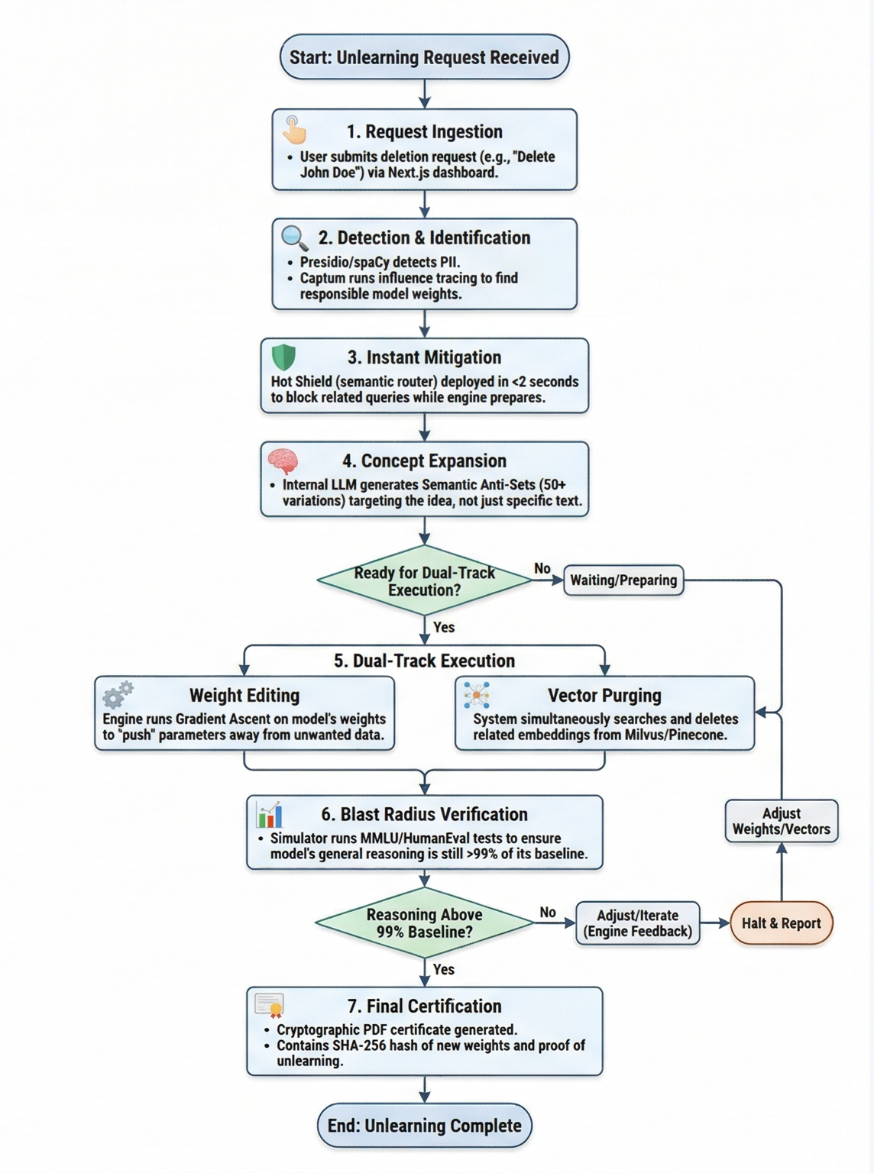 Start: Unlearning Request Received
1. Request Ingestion
• User submits deletion request (e.g., "Delete
John Doe") via Next.js dashboard.
2. Detection & Identification
• Presidio/spaCy detects PII.
• Captum runs influence tracing to find
responsible model weights.
3. Instant Mitigation
Hot Shield (semantic router) deployed in <2 seconds
to block related queries while engine prepares.
4. Concept Expansion
• Internal LLM generates Semantic Anti-Sets (50+
variations) targeting the idea, not just specific text.
Ready for Dual-Track
Execution?
No
Waiting/Preparing
Yes
5. Dual-Track Execution
Weight Editing
Engine runs Gradient Ascent on model's weights
to "push" parameters away from unwanted data.
Vector Purging
System simultaneously searches and deletes
related embeddings from Milvus/Pinecone.
6. Blast Radius Verification
• Simulator runs MMLU/HumanEval tests to ensure
model's general reasoning is still >99% of its baseline.
Adjust
Weights/Vectors
Reasoning Above
99% Baseline?
No
Adjust/Iterate
(Engine Feedback)
Halt & Report
Yes
7. Final Certification
• Cryptographic PDF certificate generated.
• Contains SHA-256 hash of new weights and proof of
unlearning.
End: Unlearning Complete